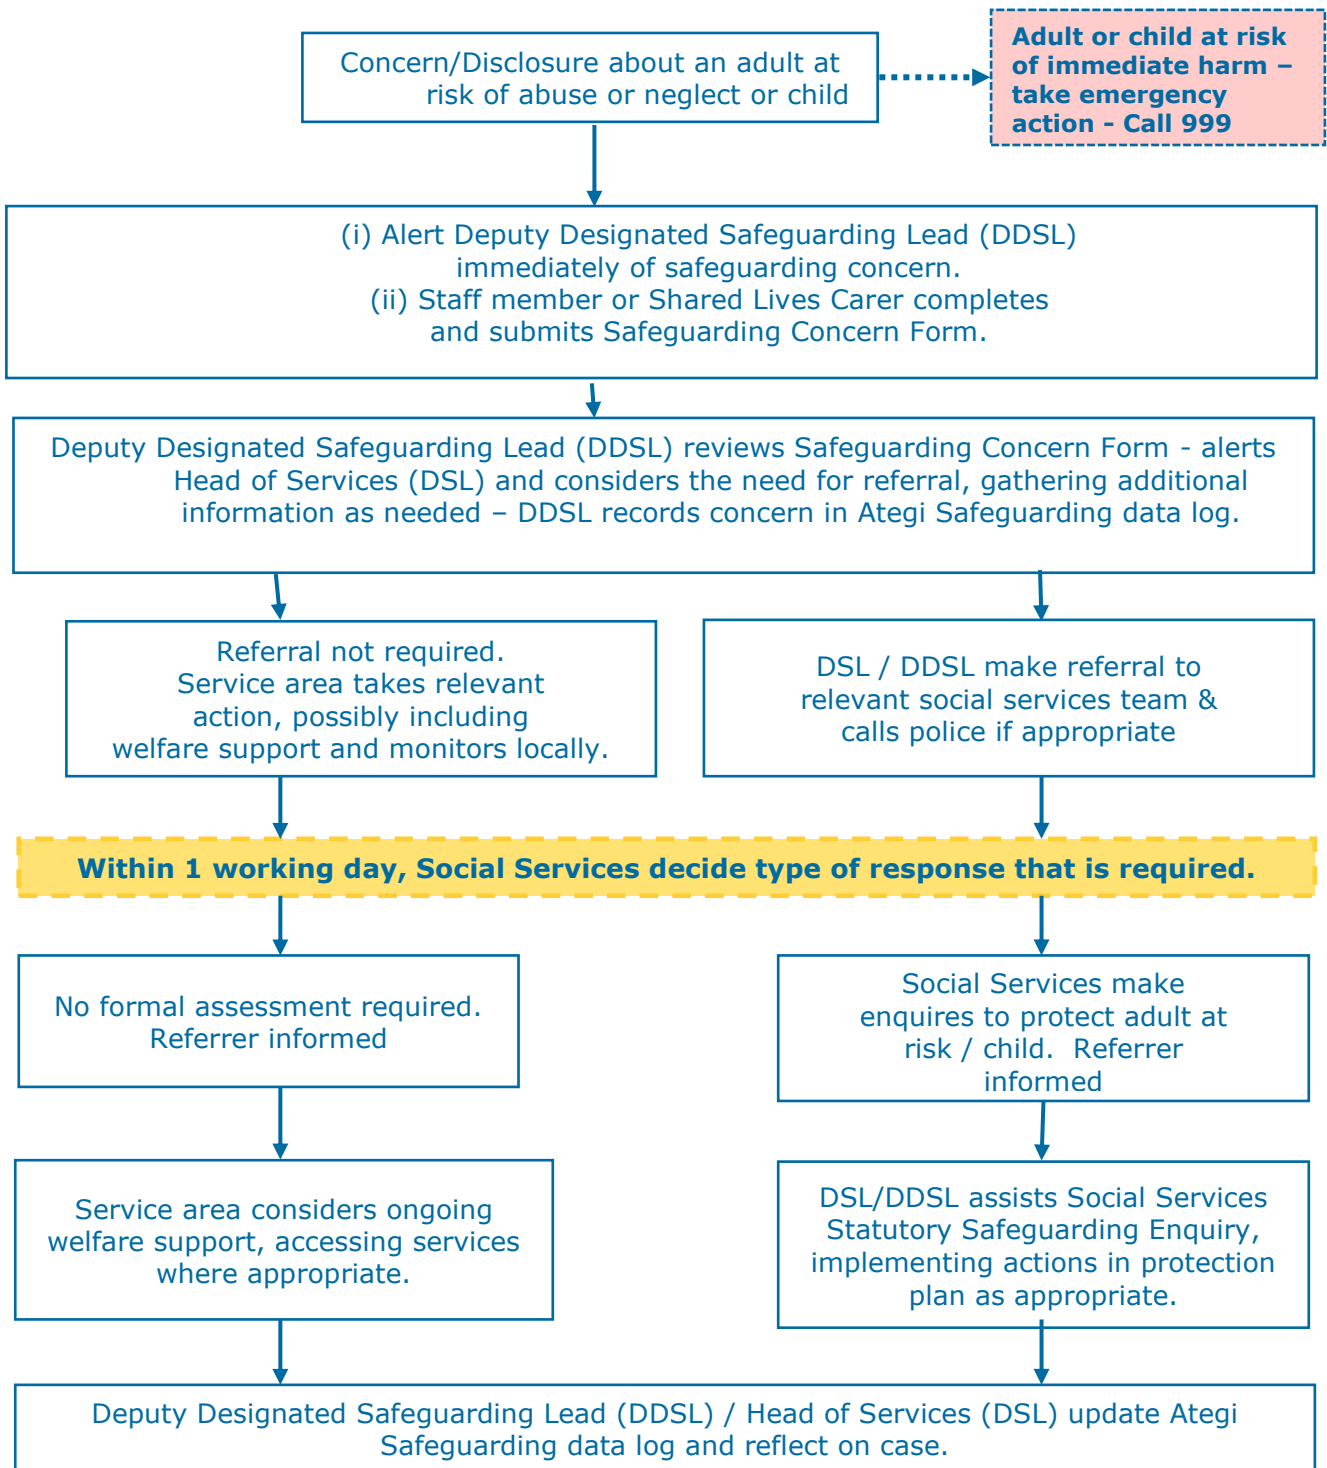 Concern/Disclosure about an adult at
risk of abuse or neglect or child
Adult or child at risk
of immediate harm –
take emergency
action - Call 999
(i) Alert Deputy Designated Safeguarding Lead (DDSL)
immediately of safeguarding concern.
(ii) Staff member or Shared Lives Carer completes
and submits Safeguarding Concern Form.
Deputy Designated Safeguarding Lead (DDSL) reviews Safeguarding Concern Form - alerts
Head of Services (DSL) and considers the need for referral, gathering additional
information as needed – DDSL records concern in Ategi Safeguarding data log.
Referral not required.
Service area takes relevant
action, possibly including
welfare support and monitors locally.
DSL / DDSL make referral to
relevant social services team &
calls police if appropriate
Within 1 working day, Social Services decide type of response that is required.
No formal assessment required.
Referrer informed
Social Services make
enquires to protect adult at
risk / child.  Referrer
informed
Service area considers ongoing
welfare support, accessing services
where appropriate.
DSL/DDSL assists Social Services
Statutory Safeguarding Enquiry,
implementing actions in protection
plan as appropriate.
Deputy Designated Safeguarding Lead (DDSL) / Head of Services (DSL) update Ategi
Safeguarding data log and reflect on case.